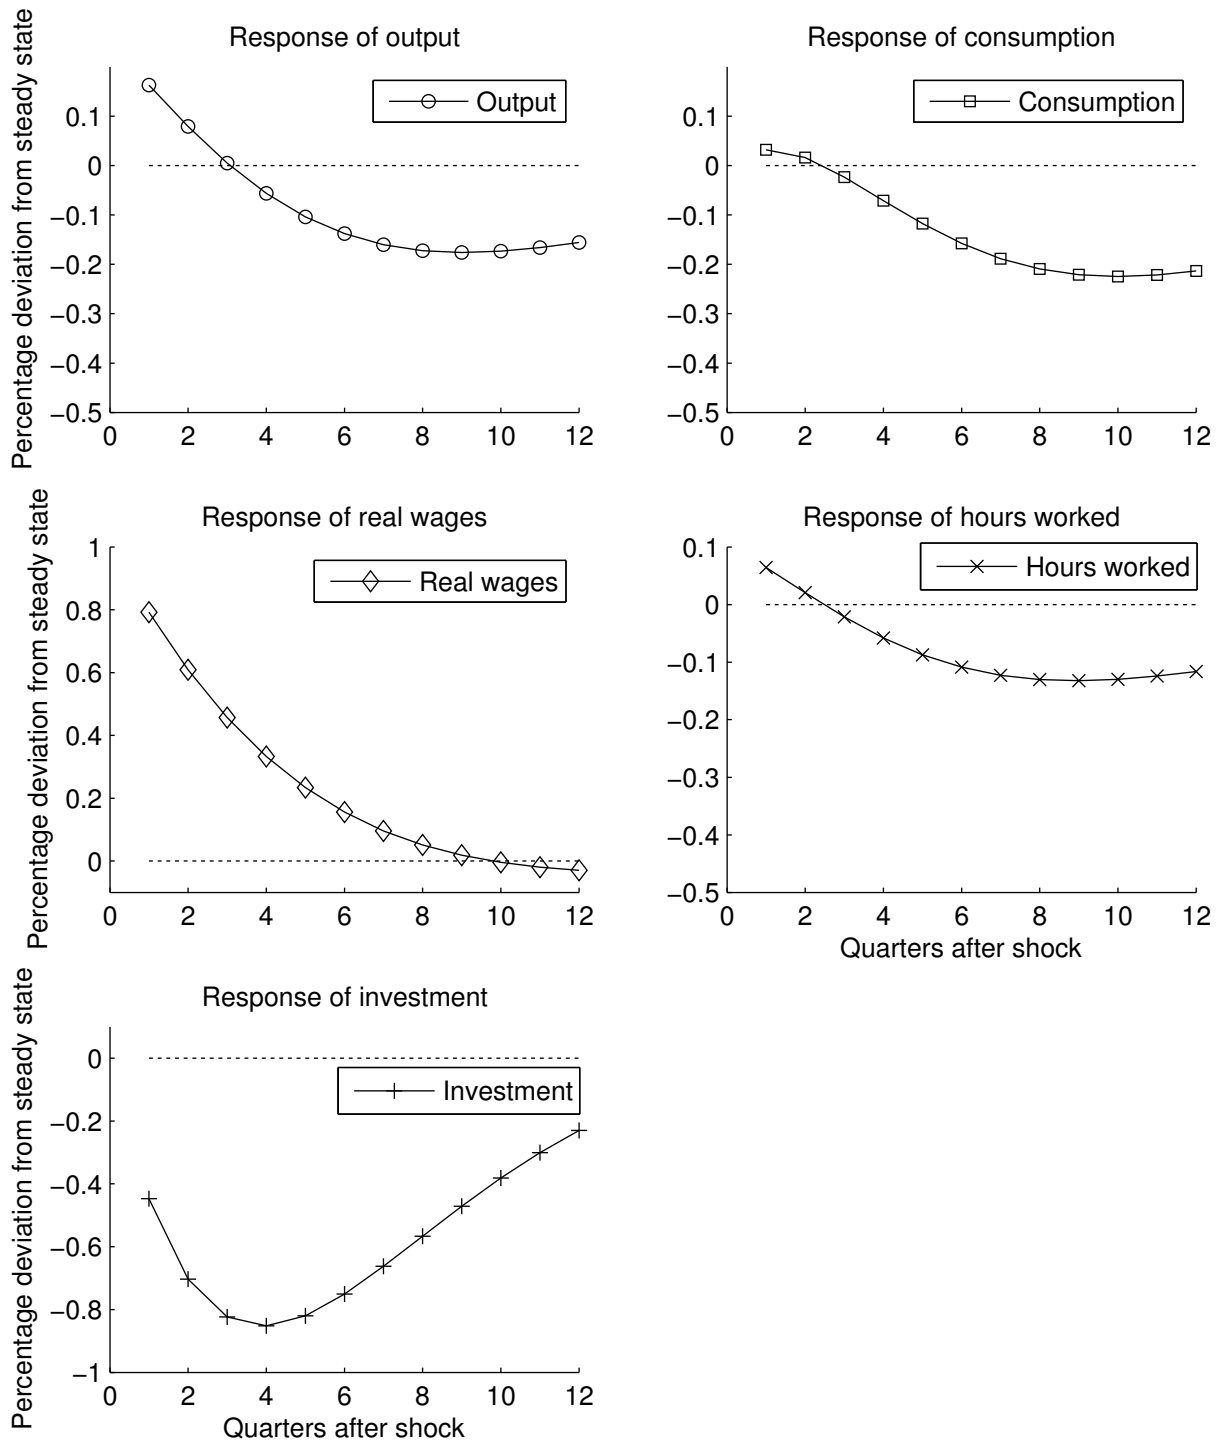 Response of output
Percentage deviation from steady state
Output
0.1
0
−0.1
−0.2
−0.3
−0.4
−0.5
0 2 4 6 8 10 12
Response of consumption
Consumption
0.1
0
−0.1
−0.2
−0.3
−0.4
−0.5
0 2 4 6 8 10 12
Response of real wages
Percentage deviation from steady state
Real wages
1
0.8
0.6
0.4
0.2
0
0 2 4 6 8 10 12
Response of hours worked
Hours worked
0.1
0
−0.1
−0.2
−0.3
−0.4
−0.5
0 2 4 6 8 10 12
Quarters after shock
Response of investment
Percentage deviation from steady state
Investment
0
−0.2
−0.4
−0.6
−0.8
−1
0 2 4 6 8 10 12
Quarters after shock